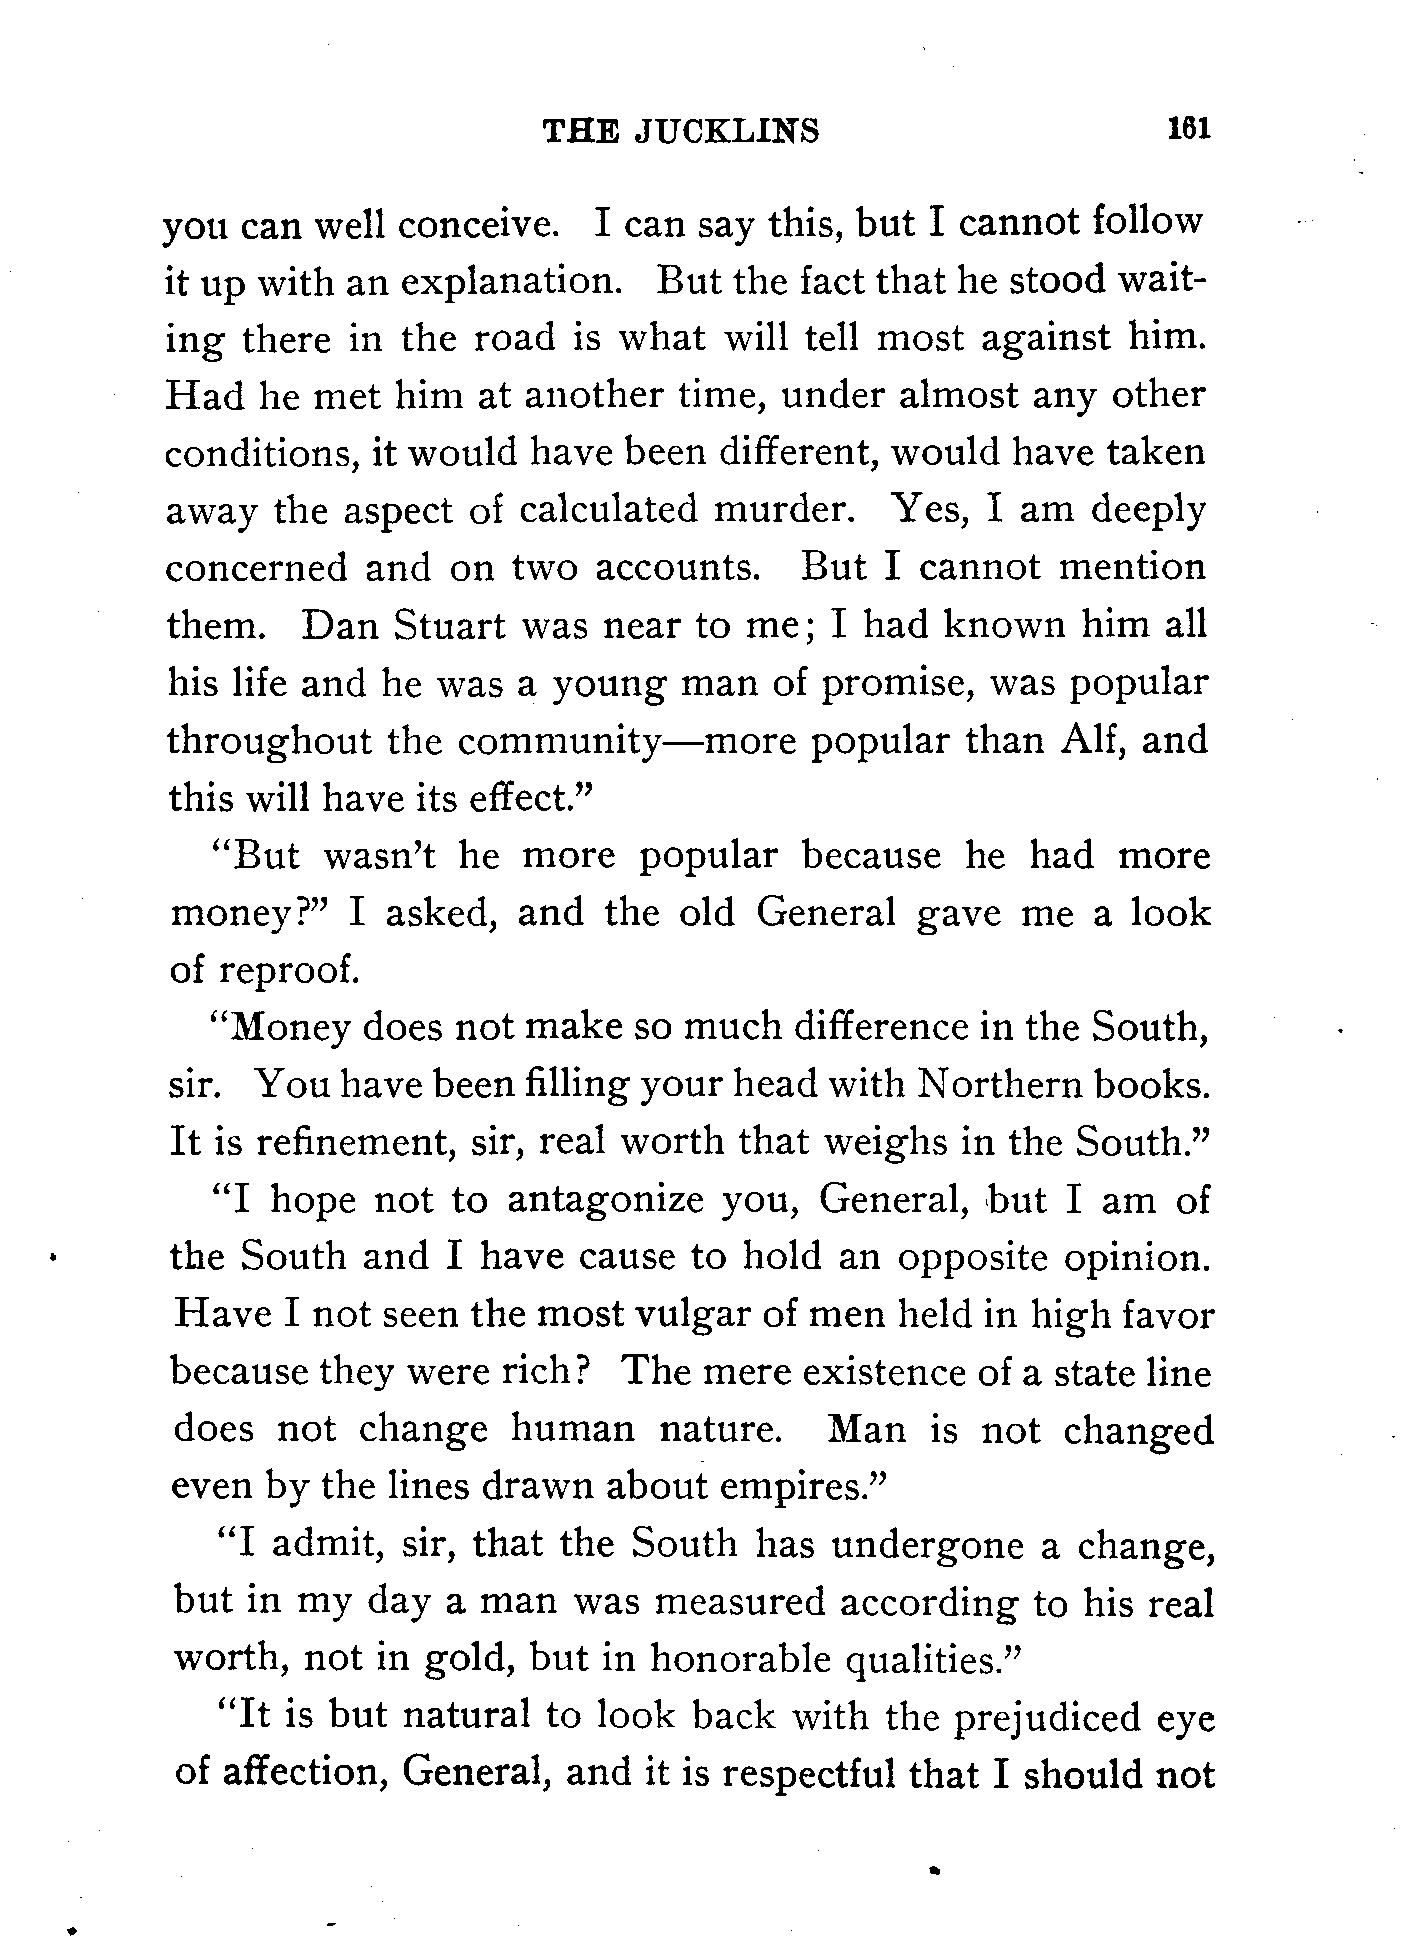 THE JUCKLINS 161
you can well conceive. I can say this, but I cannot follow
it up with an explanation. But the fact that he stood wait-
ing there in the road is what will tell most against him.
Had he met him at another time, under almost any other
conditions, it would have been different, would have taken
away the aspect of calculated murder. Yes, I am deeply
concerned and on two accounts. But I cannot mention
them. Dan Stuart was near to me; I had known him all
his life and he was a young man of promise, was popular
throughout the community—more popular than Alf, and
this will have its effect.”
“But wasn’t he more popular because he had more
money?” I asked, and the old General gave me a look
of reproof.
“Money does not make so much difference in the South,
sir. You have been filling your head with Northern books.
It is refinement, sir, real worth that weighs in the South.”
“I hope not to antagonize you, General, but I am of
the South and I have cause to hold an opposite opinion.
Have I not seen the most vulgar of men held in high favor
because they were rich? The mere existence of a state line
does not change human nature. Man is not changed
even by the lines drawn about empires.”
“I admit, sir, that the South has undergone a change,
but in my day a man was measured according to his real
worth, not in gold, but in honorable qualities.”
“It is but natural to look back with the prejudiced eye
of affection, General, and it is respectful that I should not